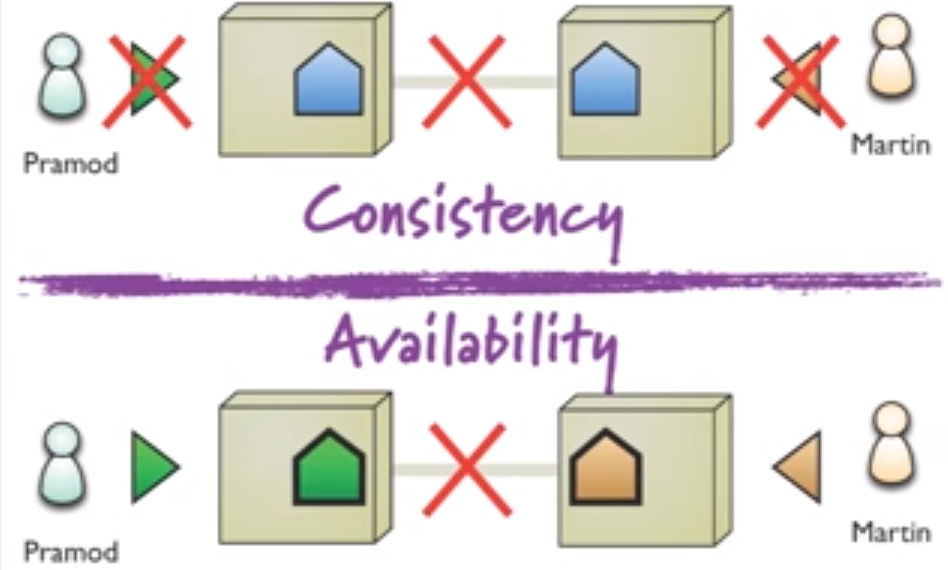 Pramod
Martin
Consistency
Availability
Pramod
Martin